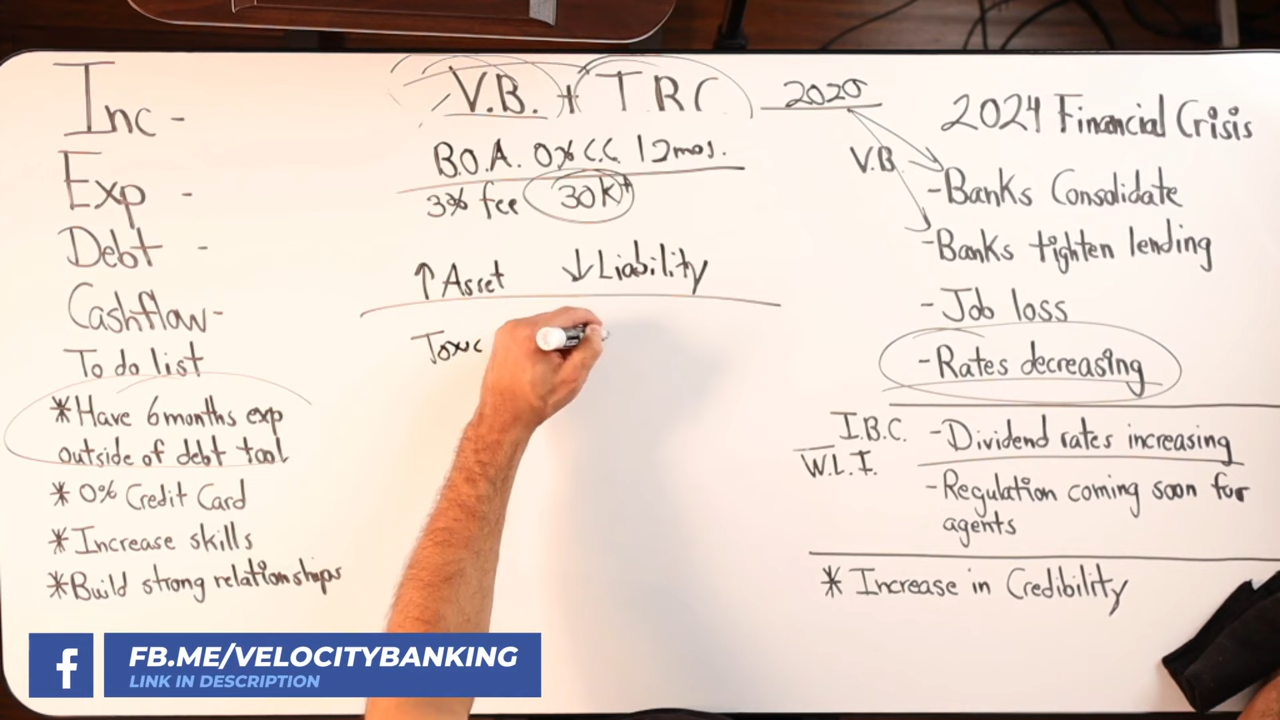 Inc -
Exp -
Debt -
Cashflow-
To do list
*Have 6 months exp
outside of debt tool
* 0% Credit Card
*Increase skills
*Build strong relationships
V.B. + TRC
B.O.A. 0% C.C. 12mos.
3% fee 30K+
↑ Asset ↓ Liability
Toxic
2020
V.B.
2024 Financial Crisis
-Banks Consolidate
-Banks tighten lending
-Job loss
-Rates decreasing
I.B.C. -Dividend rates increasing
W.L.I.
-Regulation coming soon for
agents
* Increase in Credibility
f
FB.ME/VELOCITYBANKING
LINK IN DESCRIPTION